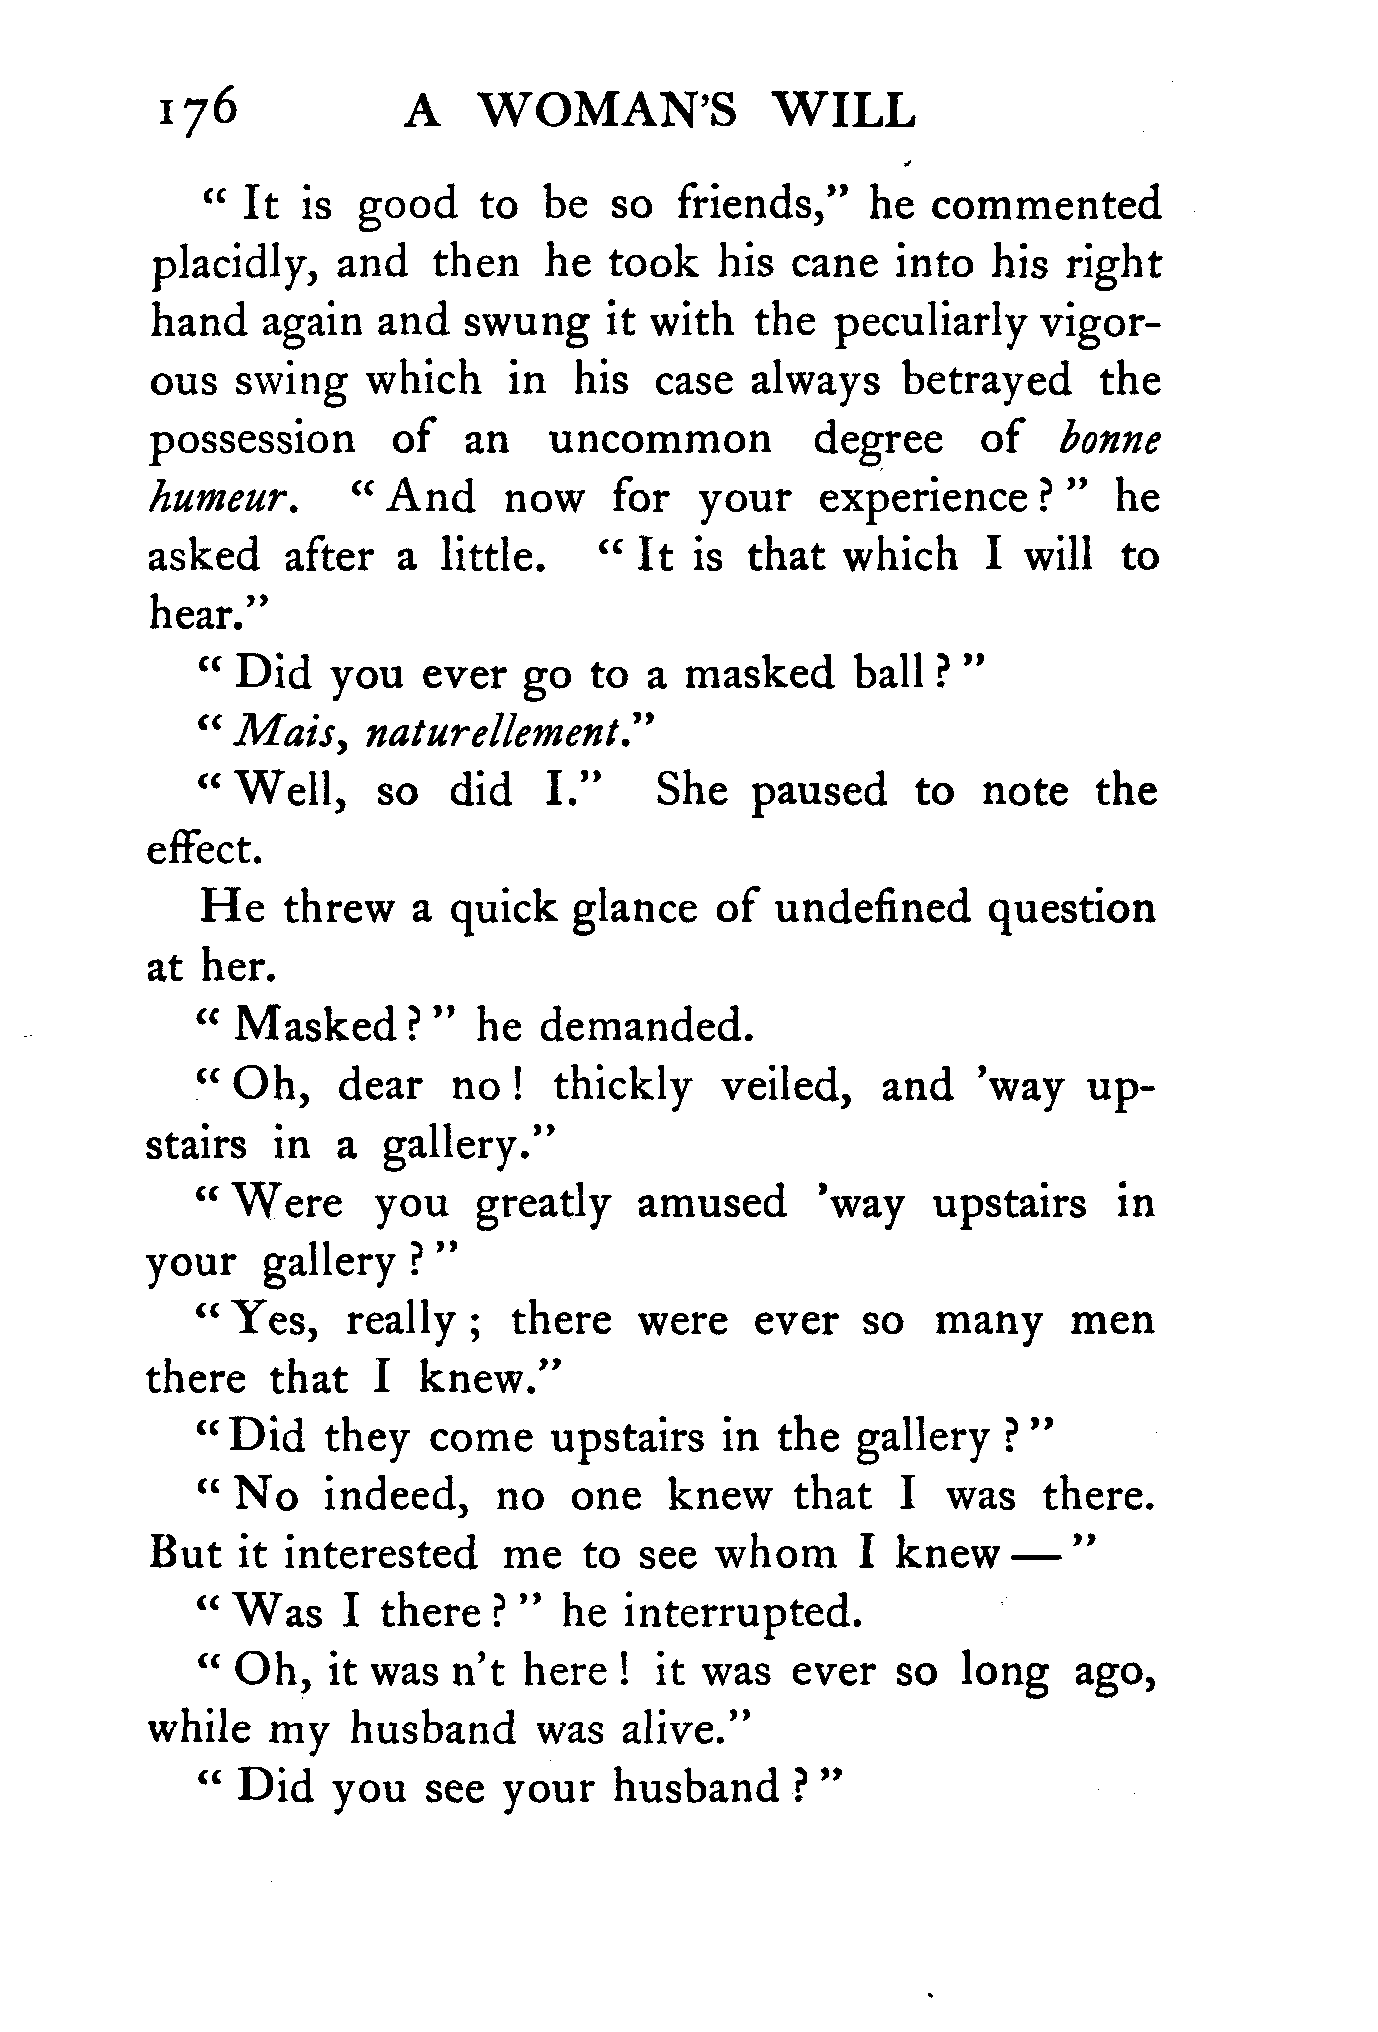 176 A WOMAN'S WILL
“ It is good to be so friends,” he commented
placidly, and then he took his cane into his right
hand again and swung it with the peculiarly vigor-
ous swing which in his case always betrayed the
possession of an uncommon degree of bonne
humeur. “ And now for your experience ? ” he
asked after a little. “ It is that which I will to
hear.”
“ Did you ever go to a masked ball ? ”
“ Mais, naturellement.”
“ Well, so did I.” She paused to note the
effect.
He threw a quick glance of undefined question
at her.
“ Masked ? ” he demanded.
“ Oh, dear no ! thickly veiled, and ’way up-
stairs in a gallery.”
“ Were you greatly amused ’way upstairs in
your gallery ? ”
“ Yes, really ; there were ever so many men
there that I knew.”
“ Did they come upstairs in the gallery ? ”
“ No indeed, no one knew that I was there.
But it interested me to see whom I knew — ”
“ Was I there ? ” he interrupted.
“ Oh, it was n’t here ! it was ever so long ago,
while my husband was alive.”
“ Did you see your husband ? ”